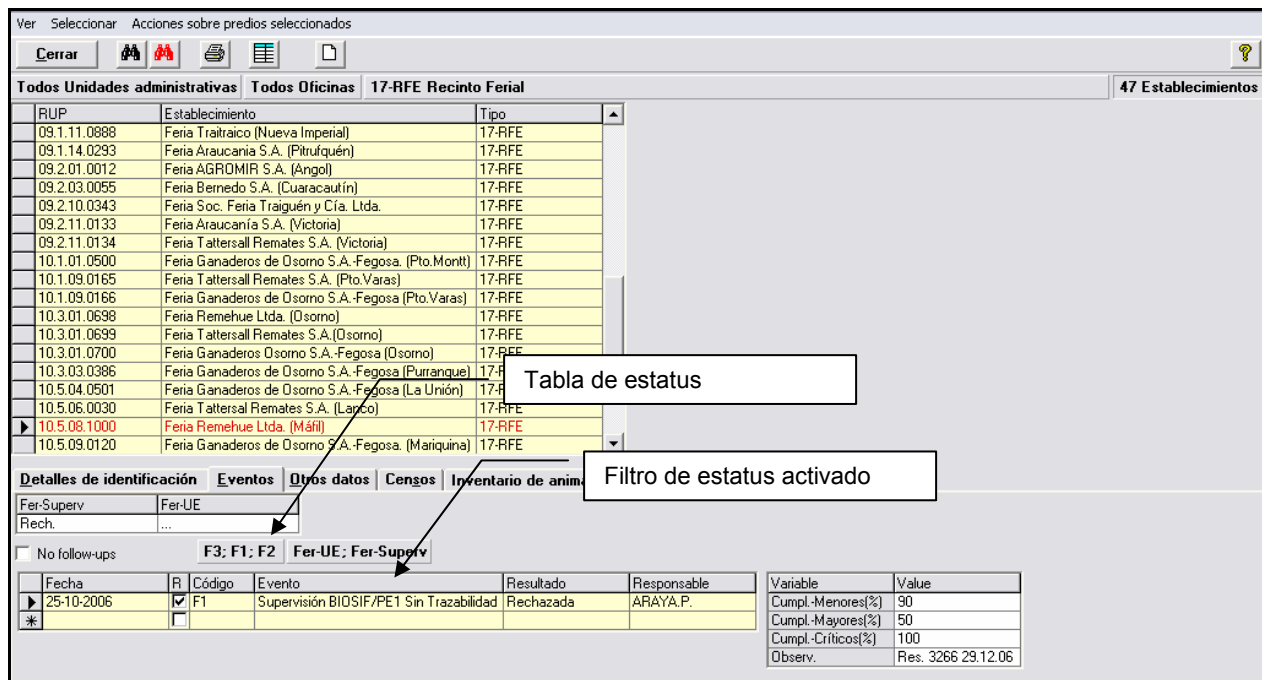 Ver Seleccionar Acciones sobre predios seleccionados
Cerrar ?
Todos Unidades administrativas Todos Oficinas 17-RFE Recinto Ferial 47 Establecimientos
RUP Establecimiento Tipo
09.1.11.0888 Feria Traitraico (Nueva Imperial) 17-RFE
09.1.14.0293 Feria Araucania S.A. (Pitrufquén) 17-RFE
09.2.01.0012 Feria AGROMIR S.A. (Angol) 17-RFE
09.2.03.0055 Feria Bernedo S.A. (Cuaracautín) 17-RFE
09.2.10.0343 Feria Soc. Feria Traiguén y Cía. Ltda. 17-RFE
09.2.11.0133 Feria Araucanía S.A. (Victoria) 17-RFE
09.2.11.0134 Feria Tattersall Remates S.A. (Victoria) 17-RFE
10.1.01.0500 Feria Ganaderos de Osorno S.A.-Fegosa. (Pto.Montt) 17-RFE
10.1.09.0165 Feria Tattersall Remates S.A. (Pto.Varas) 17-RFE
10.1.09.0166 Feria Ganaderos de Osorno S.A.-Fegosa (Pto.Varas) 17-RFE
10.3.01.0698 Feria Remehue Ltda. (Osorno) 17-RFE
10.3.01.0699 Feria Tattersall Remates S.A.(Osorno) 17-RFE
10.3.01.0700 Feria Ganaderos Osorno S.A.-Fegosa (Osorno) 17-RFE
10.3.03.0386 Feria Ganaderos de Osorno S.A.-Fegosa (Purranque)
Tabla de estatus
10.5.04.0501 Feria Ganaderos de Osorno S.A.-Fegosa (La Unión)
10.5.06.0030 Feria Tattersal Remates S.A. (Lanco) 17-RFE
10.5.08.1000 Feria Remehue Ltda. (Máfil) 17-RFE
10.5.09.0120 Feria Ganaderos de Osorno S.A.-Fegosa. (Mariquina) 17-RFE
Filtro de estatus activado
Detalles de identificación Eventos Otros datos Censos Inventario de anima
Fer-Superv Fer-UE
Rech. ...
No follow-ups F3; F1; F2 Fer-UE; Fer-Superv
Fecha R Código Evento Resultado Responsable Variable Value
25-10-2006 F1 Supervisión BIOSIF/PE1 Sin Trazabilidad Rechazada ARAYA.P. Cumpl.-Menores(%) 90
Cumpl.-Mayores(%) 50
Cumpl.-Críticos(%) 100
Observ. Res. 3266 29.12.06